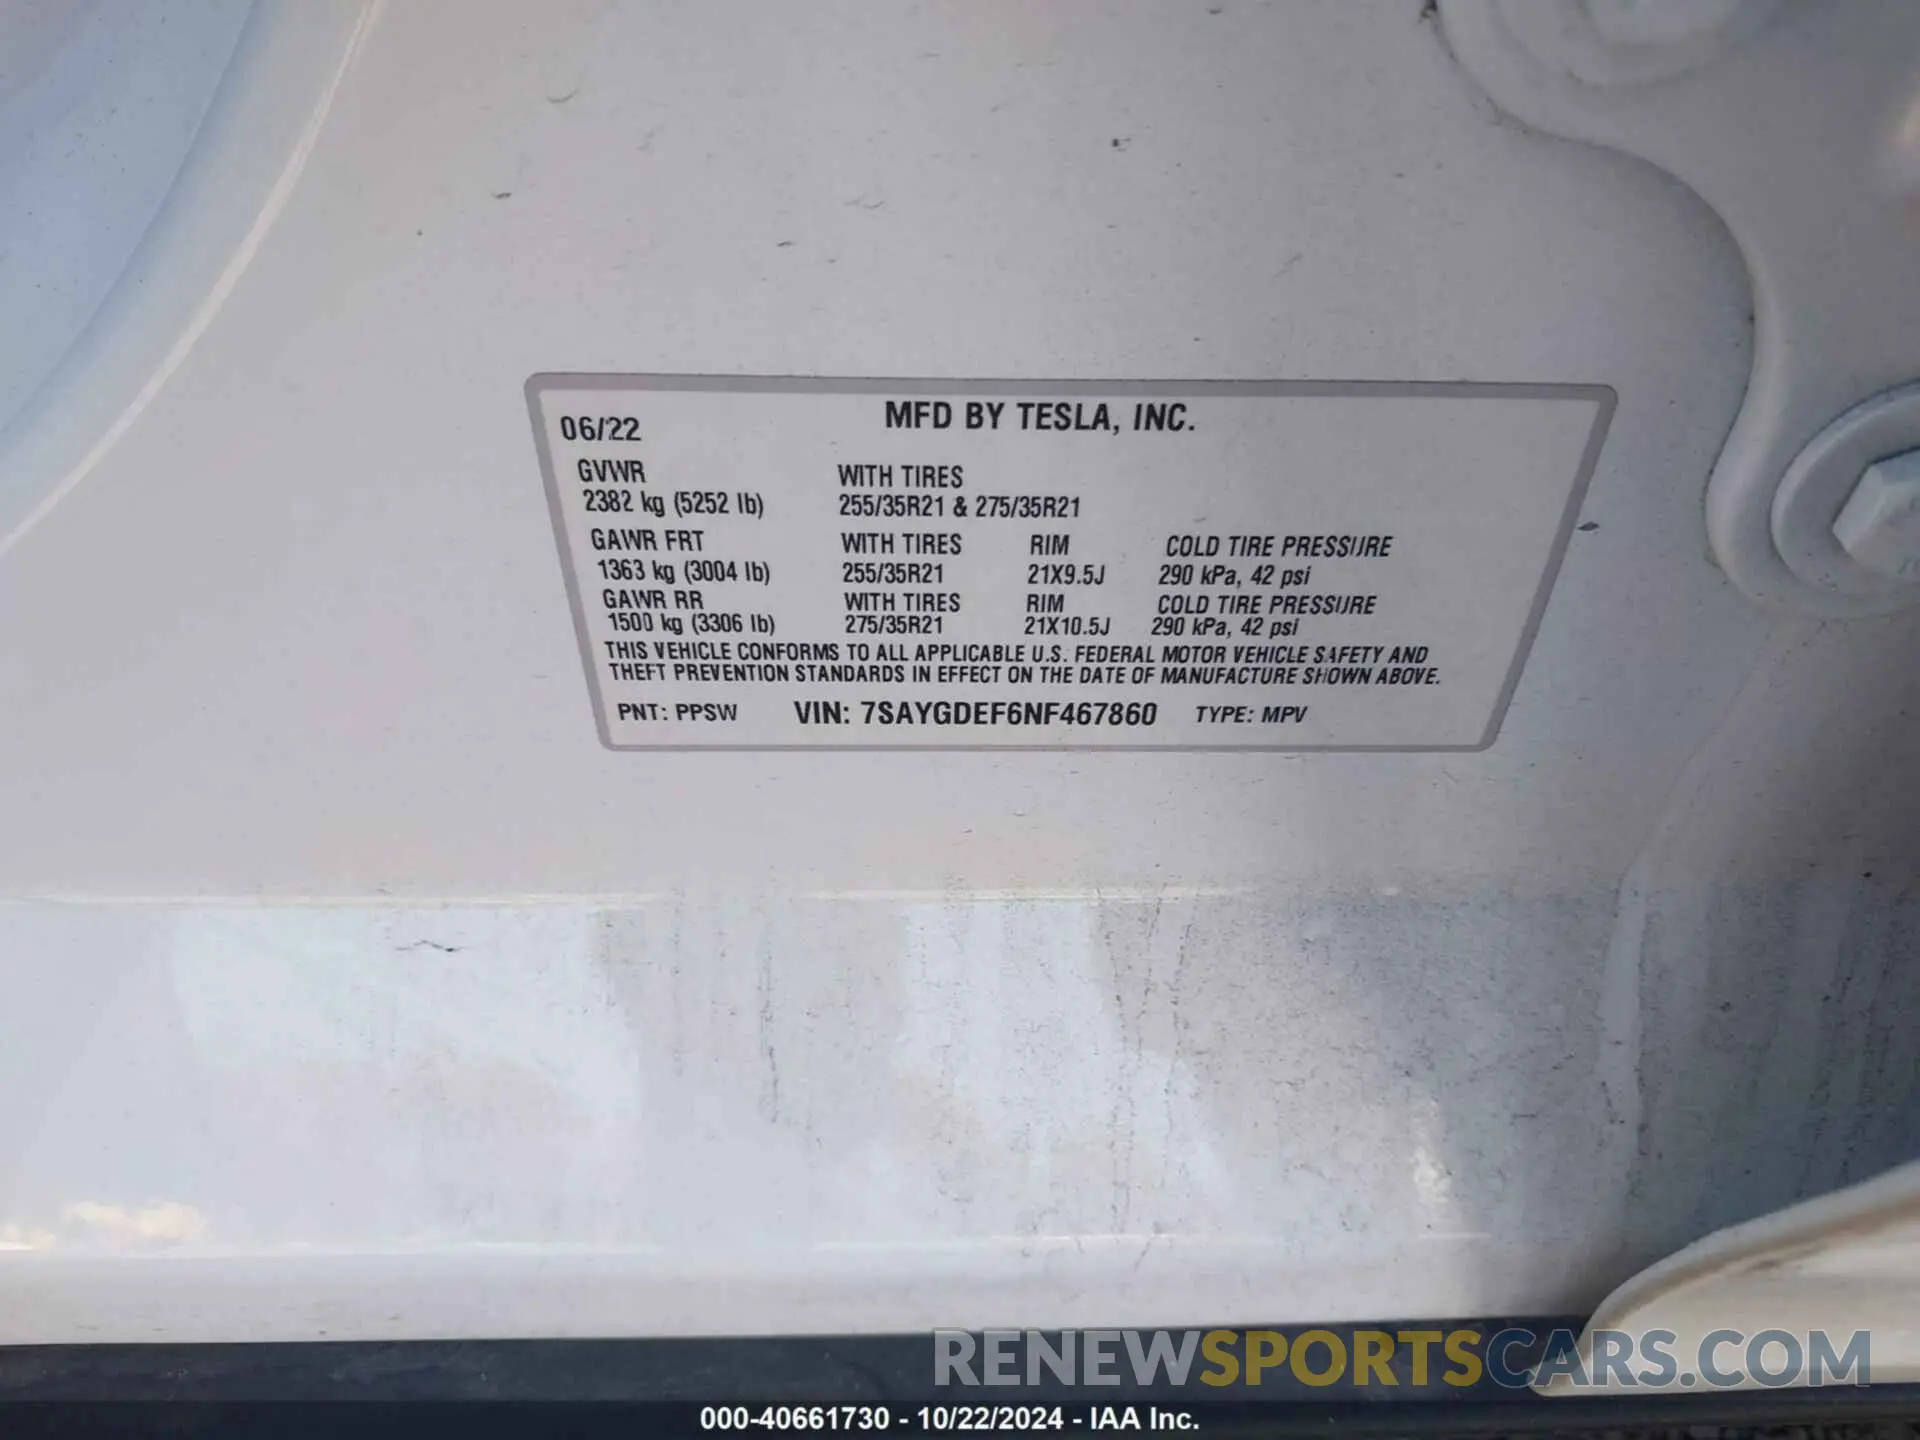 06/22 MFD BY TESLA, INC.
GVWR WITH TIRES
2382 kg (5252 lb) 255/35R21 & 275/35R21
GAWR FRT WITH TIRES RIM COLD TIRE PRESSURE
1363 kg (3004 lb) 255/35R21 21X9.5J 290 kPa, 42 psi
GAWR RR WITH TIRES RIM COLD TIRE PRESSURE
1500 kg (3306 lb) 275/35R21 21X10.5J 290 kPa, 42 psi
THIS VEHICLE CONFORMS TO ALL APPLICABLE U.S. FEDERAL MOTOR VEHICLE SAFETY AND
THEFT PREVENTION STANDARDS IN EFFECT ON THE DATE OF MANUFACTURE SHOWN ABOVE.
PNT: PPSW VIN: 7SAYGDEF6NF467860 TYPE: MPV
RENEWSPORTSCARS.COM
000-40661730 - 10/22/2024 - IAA Inc.